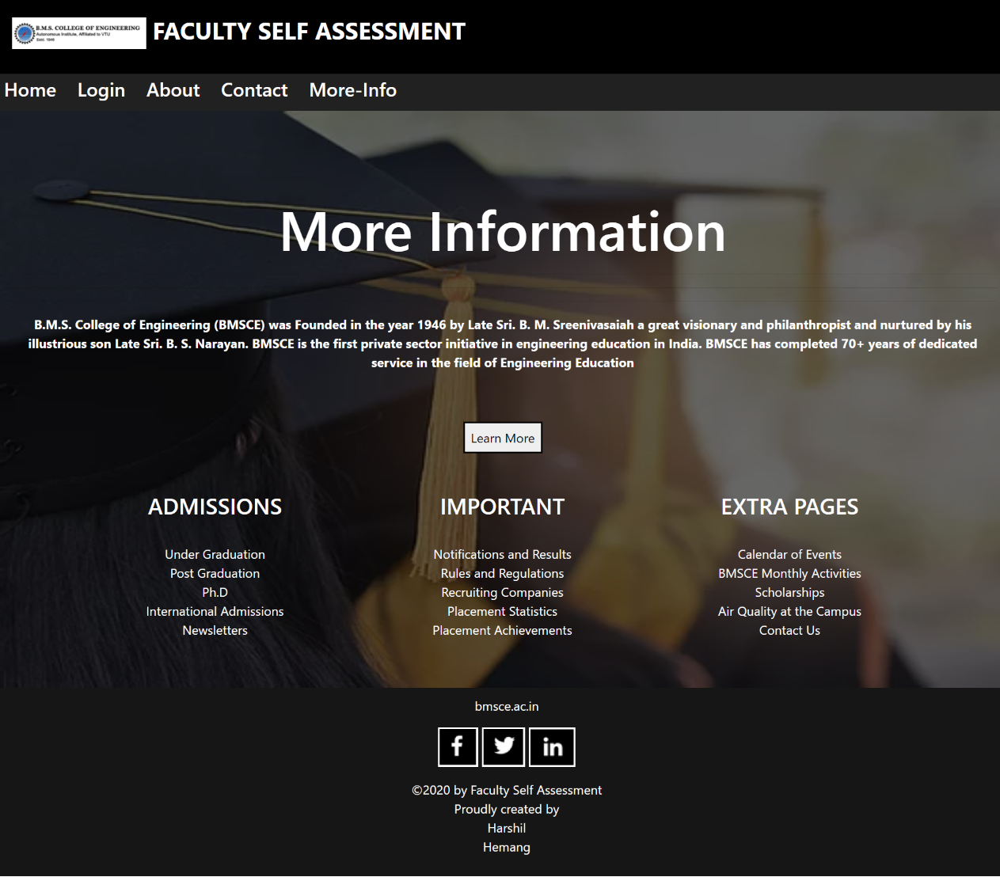 B.M.S. COLLEGE OF ENGINEERING
Autonomous Institute, Affiliated to VTU
Estd. 1946
FACULTY SELF ASSESSMENT
Home Login About Contact More-Info
More Information
B.M.S. College of Engineering (BMSCE) was Founded in the year 1946 by Late Sri. B. M. Sreenivasaiah a great visionary and philanthropist and nurtured by his
illustrious son Late Sri. B. S. Narayan. BMSCE is the first private sector initiative in engineering education in India. BMSCE has completed 70+ years of dedicated
service in the field of Engineering Education
Learn More
ADMISSIONS
Under Graduation
Post Graduation
Ph.D
International Admissions
Newsletters
IMPORTANT
Notifications and Results
Rules and Regulations
Recruiting Companies
Placement Statistics
Placement Achievements
EXTRA PAGES
Calendar of Events
BMSCE Monthly Activities
Scholarships
Air Quality at the Campus
Contact Us
bmsce.ac.in
©2020 by Faculty Self Assessment
Proudly created by
Harshil
Hemang